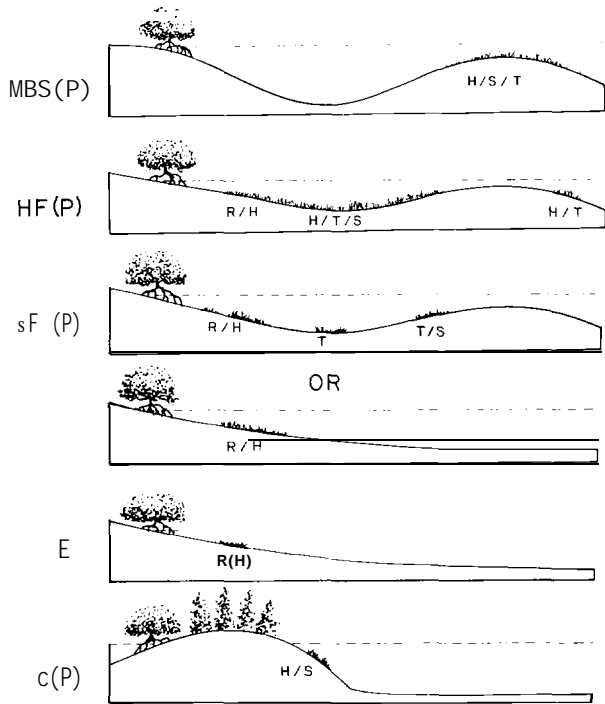 MBS(P)
H/S/T
HF(P)
R/H
H/T/S
H/T
sF (P)
R/H
T
T/S
OR
R/H
E
R(H)
c(P)
H/S